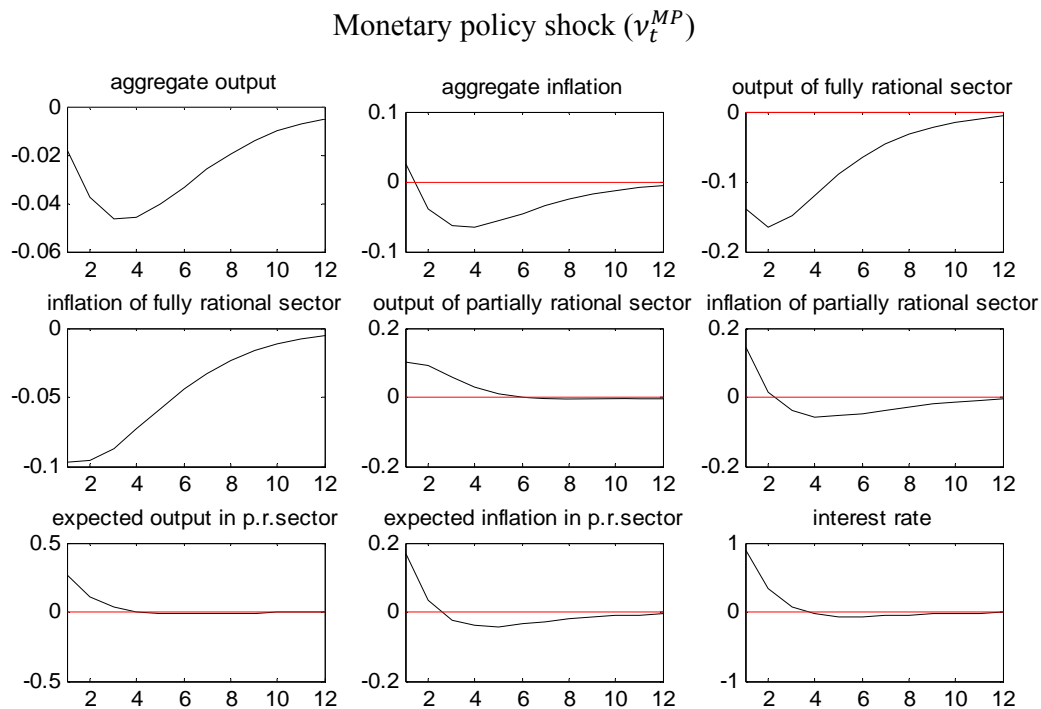 Monetary policy shock (ν_t^{MP})
aggregate output
aggregate inflation
output of fully rational sector
0
-0.02
-0.04
-0.06
2 4 6 8 10 12
0.1
0
-0.1
2 4 6 8 10 12
0
-0.1
-0.2
2 4 6 8 10 12
inflation of fully rational sector
output of partially rational sector
inflation of partially rational sector
0
-0.05
-0.1
2 4 6 8 10 12
0.2
0
-0.2
2 4 6 8 10 12
0.2
0
-0.2
2 4 6 8 10 12
expected output in p.r.sector
expected inflation in p.r.sector
interest rate
0.5
0
-0.5
2 4 6 8 10 12
0.2
0
-0.2
2 4 6 8 10 12
1
0
-1
2 4 6 8 10 12